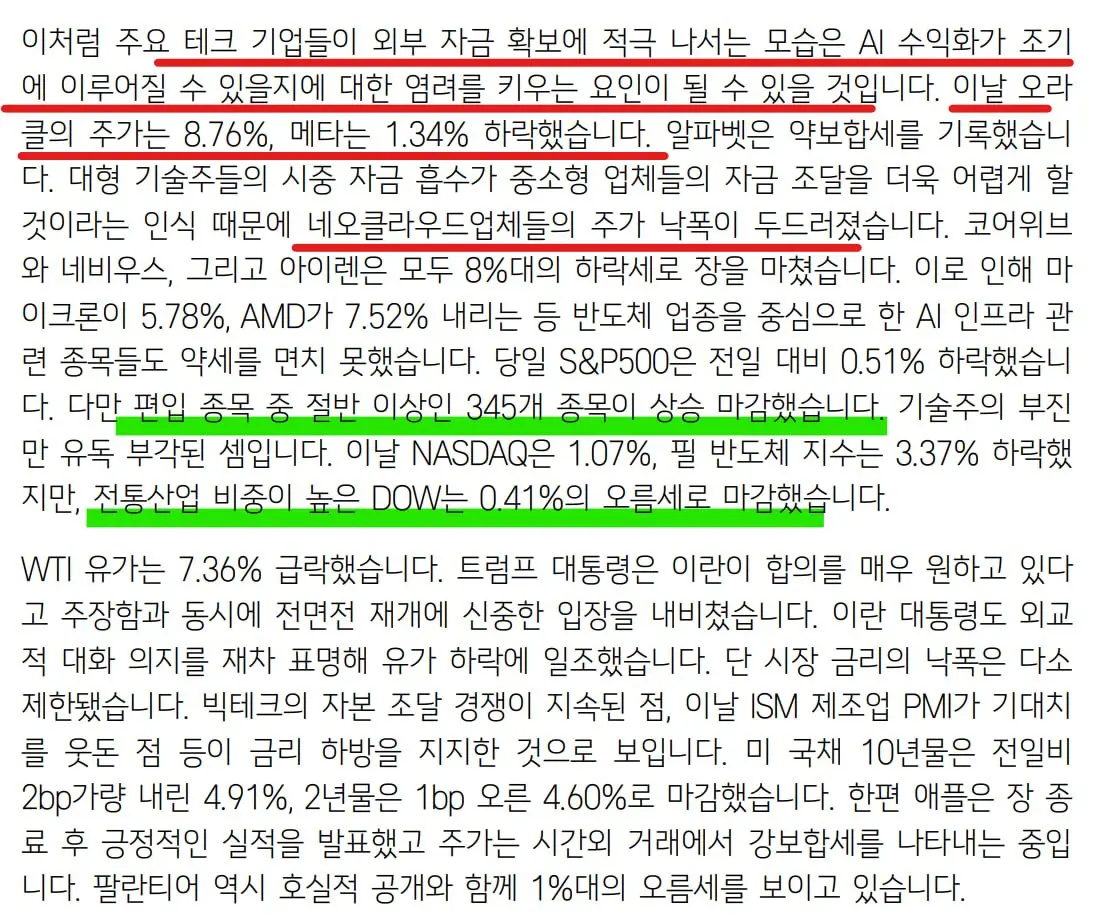 이처럼 주요 테크 기업들이 외부 자금 확보에 적극 나서는 모습은 AI 수익화가 조기
에 이루어질 수 있을지에 대한 염려를 키우는 요인이 될 수 있을 것입니다. 이날 오라
클의 주가는 8.76%, 메타는 1.34% 하락했습니다. 알파벳은 약보합세를 기록했습니
다. 대형 기술주들의 시중 자금 흡수가 중소형 업체들의 자금 조달을 더욱 어렵게 할
것이라는 인식 때문에 네오클라우드업체들의 주가 낙폭이 두드러졌습니다. 코어위브
와 네비우스, 그리고 아이렌은 모두 8%대의 하락세로 장을 마쳤습니다. 이로 인해 마
이크론이 5.78%, AMD가 7.52% 내리는 등 반도체 업종을 중심으로 한 AI 인프라 관
련 종목들도 약세를 면치 못했습니다. 당일 S&P500은 전일 대비 0.51% 하락했습니
다. 다만 편입 종목 중 절반 이상인 345개 종목이 상승 마감했습니다. 기술주의 부진
만 유독 부각된 셈입니다. 이날 NASDAQ은 1.07%, 필 반도체 지수는 3.37% 하락했
지만, 전통산업 비중이 높은 DOW는 0.41%의 오름세로 마감했습니다.
WTI 유가는 7.36% 급락했습니다. 트럼프 대통령은 이란이 합의를 매우 원하고 있다
고 주장함과 동시에 전면전 재개에 신중한 입장을 내비쳤습니다. 이란 대통령도 외교
적 대화 의지를 재차 표명해 유가 하락에 일조했습니다. 단 시장 금리의 낙폭은 다소
제한됐습니다. 빅테크의 자본 조달 경쟁이 지속된 점, 이날 ISM 제조업 PMI가 기대치
를 웃돈 점 등이 금리 하방을 지지한 것으로 보입니다. 미 국채 10년물은 전일비
2bp가량 내린 4.91%, 2년물은 1bp 오른 4.60%로 마감했습니다. 한편 애플은 장 종
료 후 긍정적인 실적을 발표했고 주가는 시간외 거래에서 강보합세를 나타내는 중입
니다. 팔란티어 역시 호실적 공개와 함께 1%대의 오름세를 보이고 있습니다.